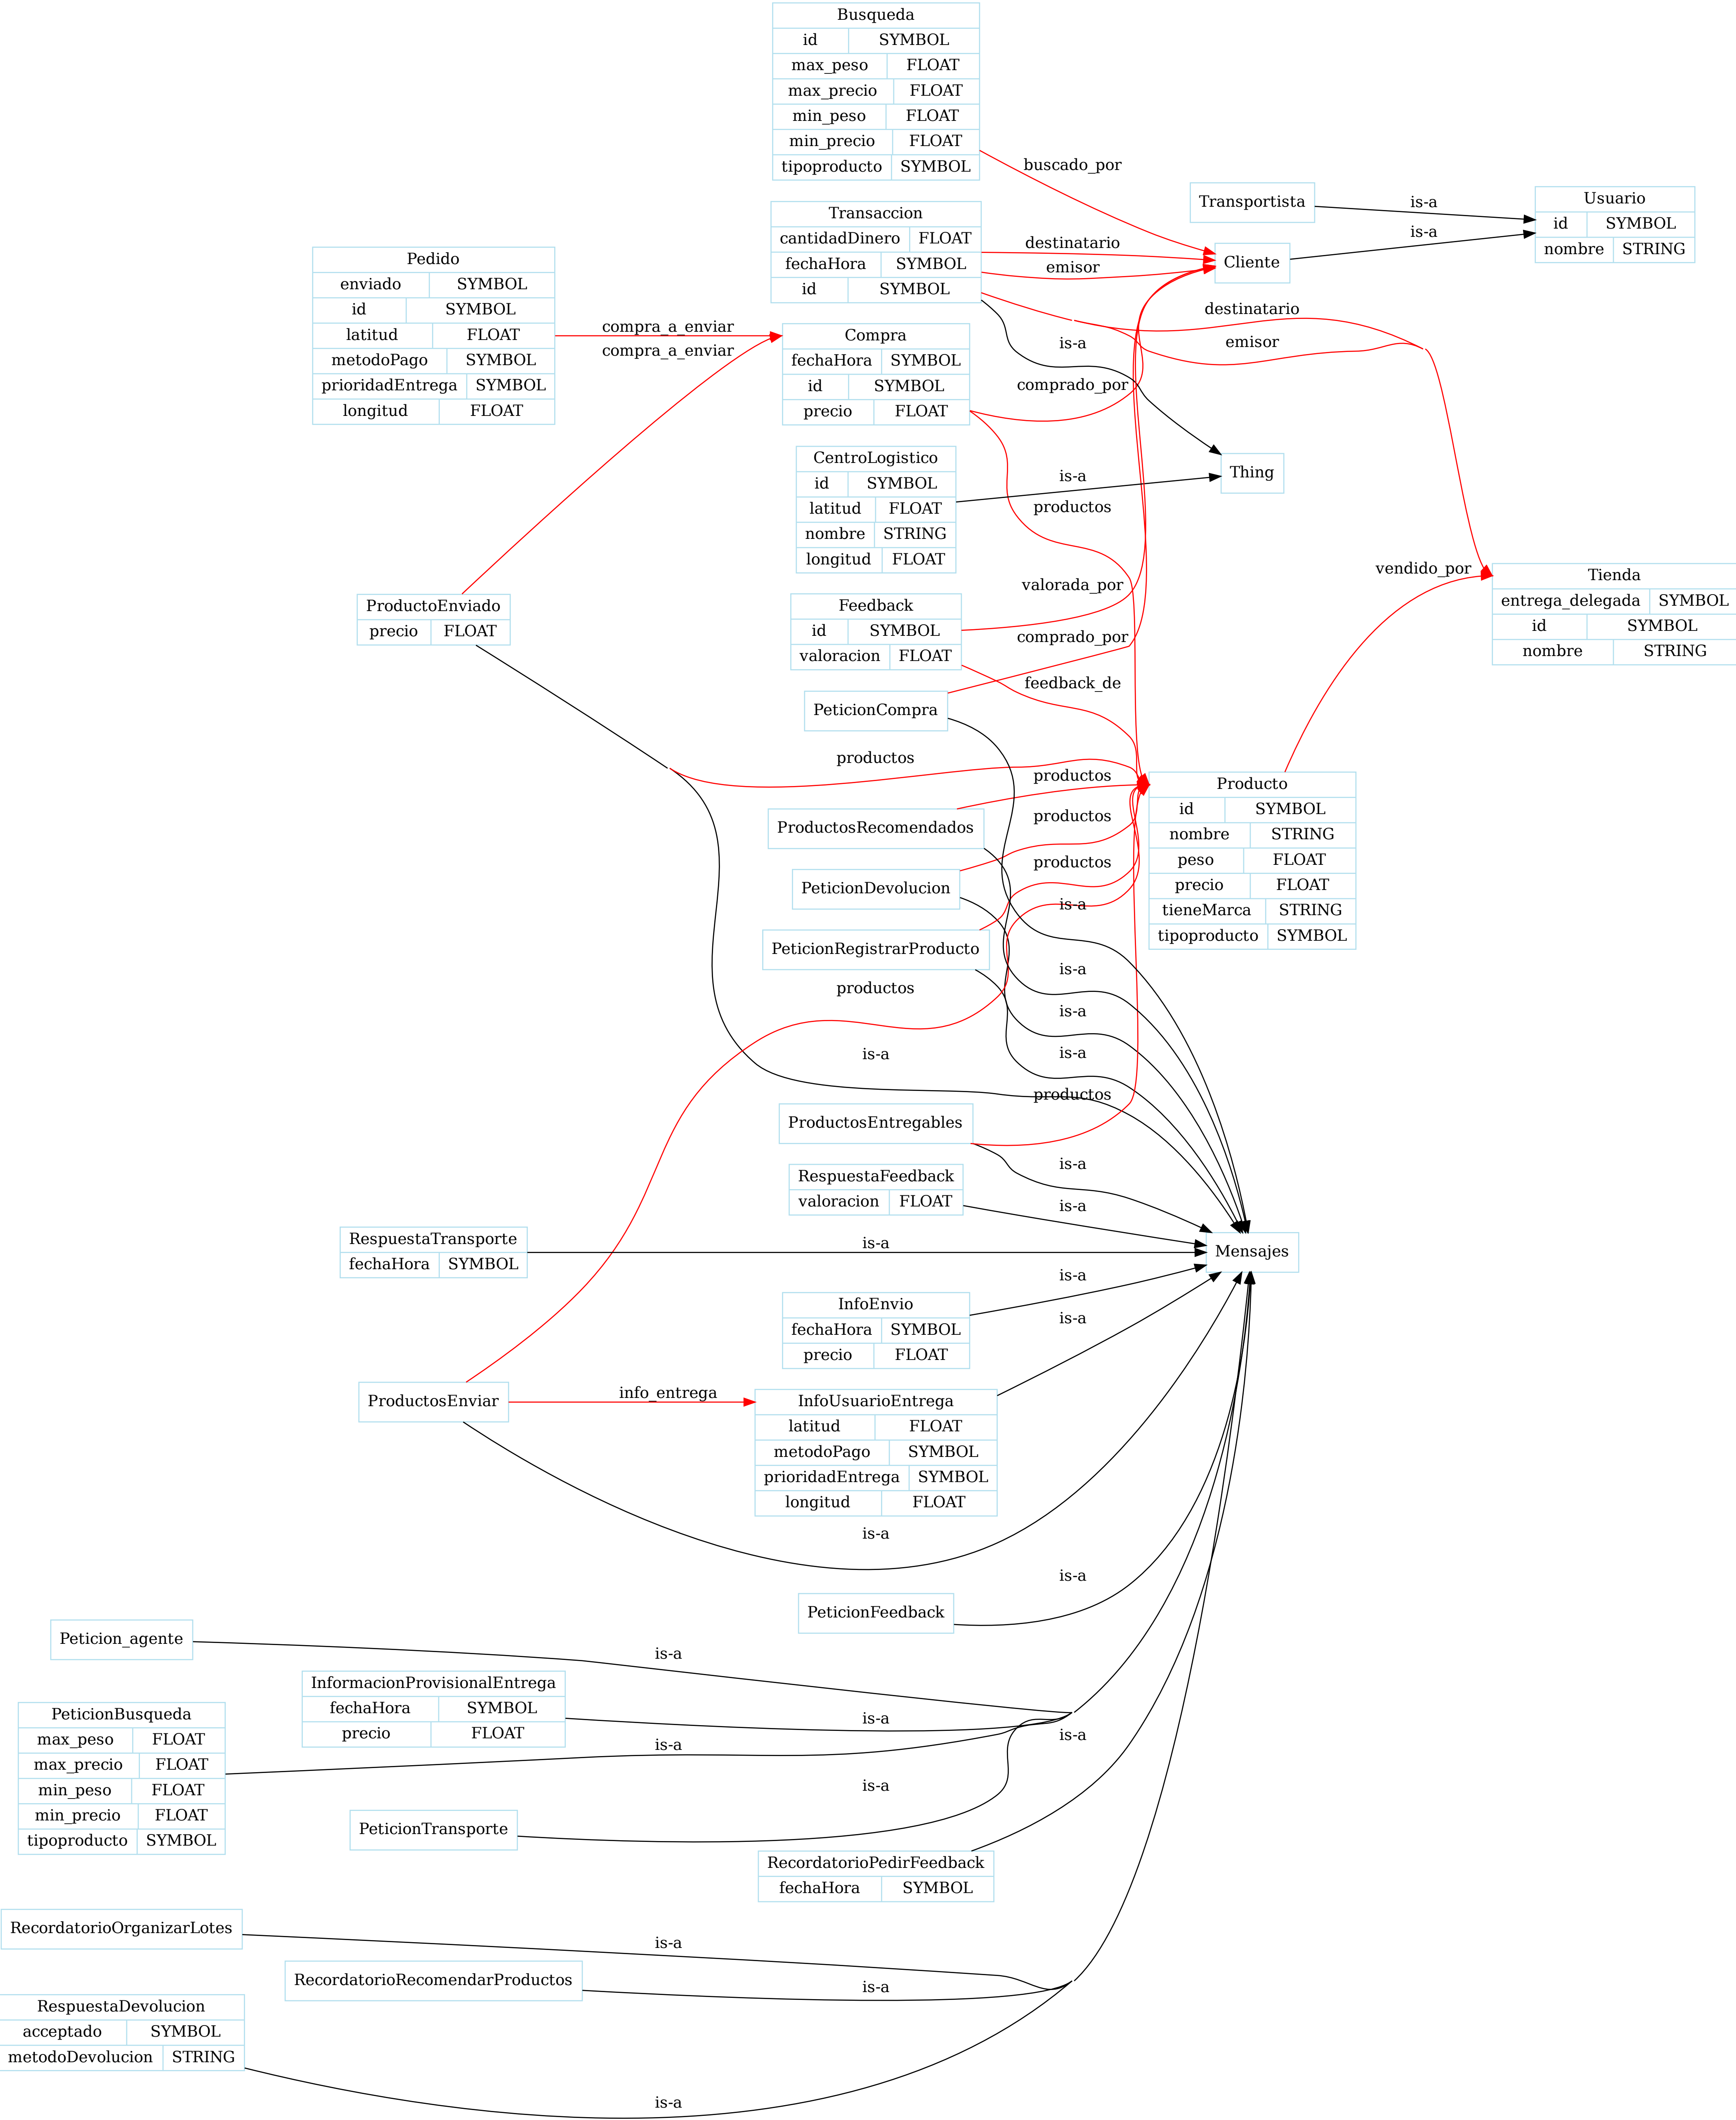 Busqueda
id SYMBOL
max_peso FLOAT
max_precio FLOAT
min_peso FLOAT
min_precio FLOAT
tipoproducto SYMBOL
buscado_por
Transportista
is-a
Usuario
id SYMBOL
nombre STRING
is-a
Cliente
Transaccion
cantidadDinero FLOAT
fechaHora SYMBOL
id SYMBOL
destinatario
emisor
destinatario
emisor
is-a
Pedido
enviado SYMBOL
id SYMBOL
latitud FLOAT
metodoPago SYMBOL
prioridadEntrega SYMBOL
longitud FLOAT
compra_a_enviar
compra_a_enviar
Compra
fechaHora SYMBOL
id SYMBOL
precio FLOAT
comprado_por
productos
CentroLogistico
id SYMBOL
latitud FLOAT
nombre STRING
longitud FLOAT
is-a
Thing
ProductoEnviado
precio FLOAT
Feedback
id SYMBOL
valoracion FLOAT
valorada_por
comprado_por
feedback_de
vendido_por
Tienda
entrega_delegada SYMBOL
id SYMBOL
nombre STRING
PeticionCompra
productos
productos
productos
productos
ProductosRecomendados
PeticionDevolucion
PeticionRegistrarProducto
Producto
id SYMBOL
nombre STRING
peso FLOAT
precio FLOAT
tieneMarca STRING
tipoproducto SYMBOL
is-a
is-a
is-a
is-a
productos
is-a
productos
ProductosEntregables
is-a
RespuestaFeedback
valoracion FLOAT
is-a
RespuestaTransporte
fechaHora SYMBOL
is-a
Mensajes
InfoEnvio
fechaHora SYMBOL
precio FLOAT
is-a
is-a
ProductosEnviar
info_entrega
InfoUsuarioEntrega
latitud FLOAT
metodoPago SYMBOL
prioridadEntrega SYMBOL
longitud FLOAT
is-a
PeticionFeedback
is-a
Peticion_agente
is-a
InformacionProvisionalEntrega
fechaHora SYMBOL
precio FLOAT
is-a
PeticionBusqueda
max_peso FLOAT
max_precio FLOAT
min_peso FLOAT
min_precio FLOAT
tipoproducto SYMBOL
is-a
is-a
PeticionTransporte
is-a
RecordatorioPedirFeedback
fechaHora SYMBOL
RecordatorioOrganizarLotes
is-a
RecordatorioRecomendarProductos
is-a
RespuestaDevolucion
acceptado SYMBOL
metodoDevolucion STRING
is-a